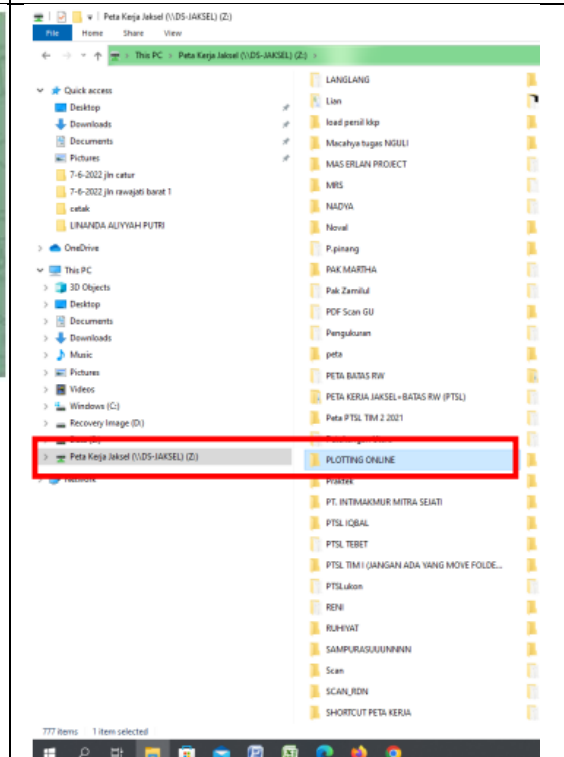 Peta Kerja Jaksel (\\DS-JAKSEL) (Z:)
File Home Share View
This PC > Peta Kerja Jaksel (\\DS-JAKSEL) (Z:) >
Quick access
Desktop
Downloads
Documents
Pictures
7-6-2022 jln catur
7-6-2022 jln rawajati barat 1
cetak
LINANDA ALIYYAH PUTRI
OneDrive
This PC
3D Objects
Desktop
Documents
Downloads
Music
Pictures
Videos
Windows (C:)
Recovery Image (D:)
Peta Kerja Jaksel (\\DS-JAKSEL) (Z:)
Network
LANGLANG
Lian
load persil kkp
Macahya tugas NGULI
MAS ERLAN PROJECT
MRS
NADYA
Noval
P.pinang
PAK MARTHA
Pak Zamilul
PDF Scan GU
Pengukuran
peta
PETA BATAS RW
PETA KERJA JAKSEL+BATAS RW (PTSL)
Peta PTSL TIM 2 2021
PLOTTING ONLINE
Praktek
PT. INTIMAKMUR MITRA SEJATI
PTSL IQBAL
PTSL TEBET
PTSL TIM I (JANGAN ADA YANG MOVE FOLDE...
PTSLukon
RENI
RUHIYAT
SAMPURASUUUNNNN
Scan
SCAN_RDN
SHORTCUT PETA KERJA
777 items 1 item selected